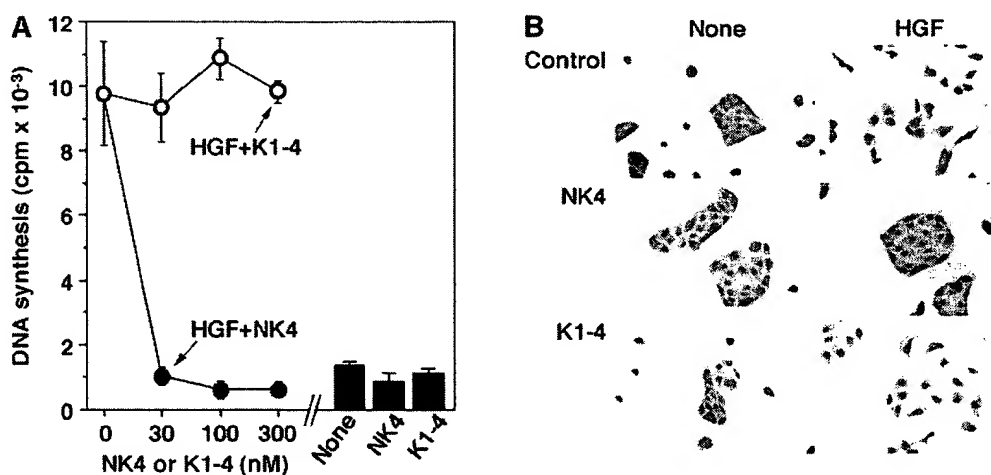 A
12
10
8
6
4
2
0
DNA synthesis (cpm x 10⁻³)
HGF+K1-4
HGF+NK4
0 30 100 300
NK4 or K1-4 (nM)
None
NK4
K1-4
B
None HGF
Control
NK4
K1-4